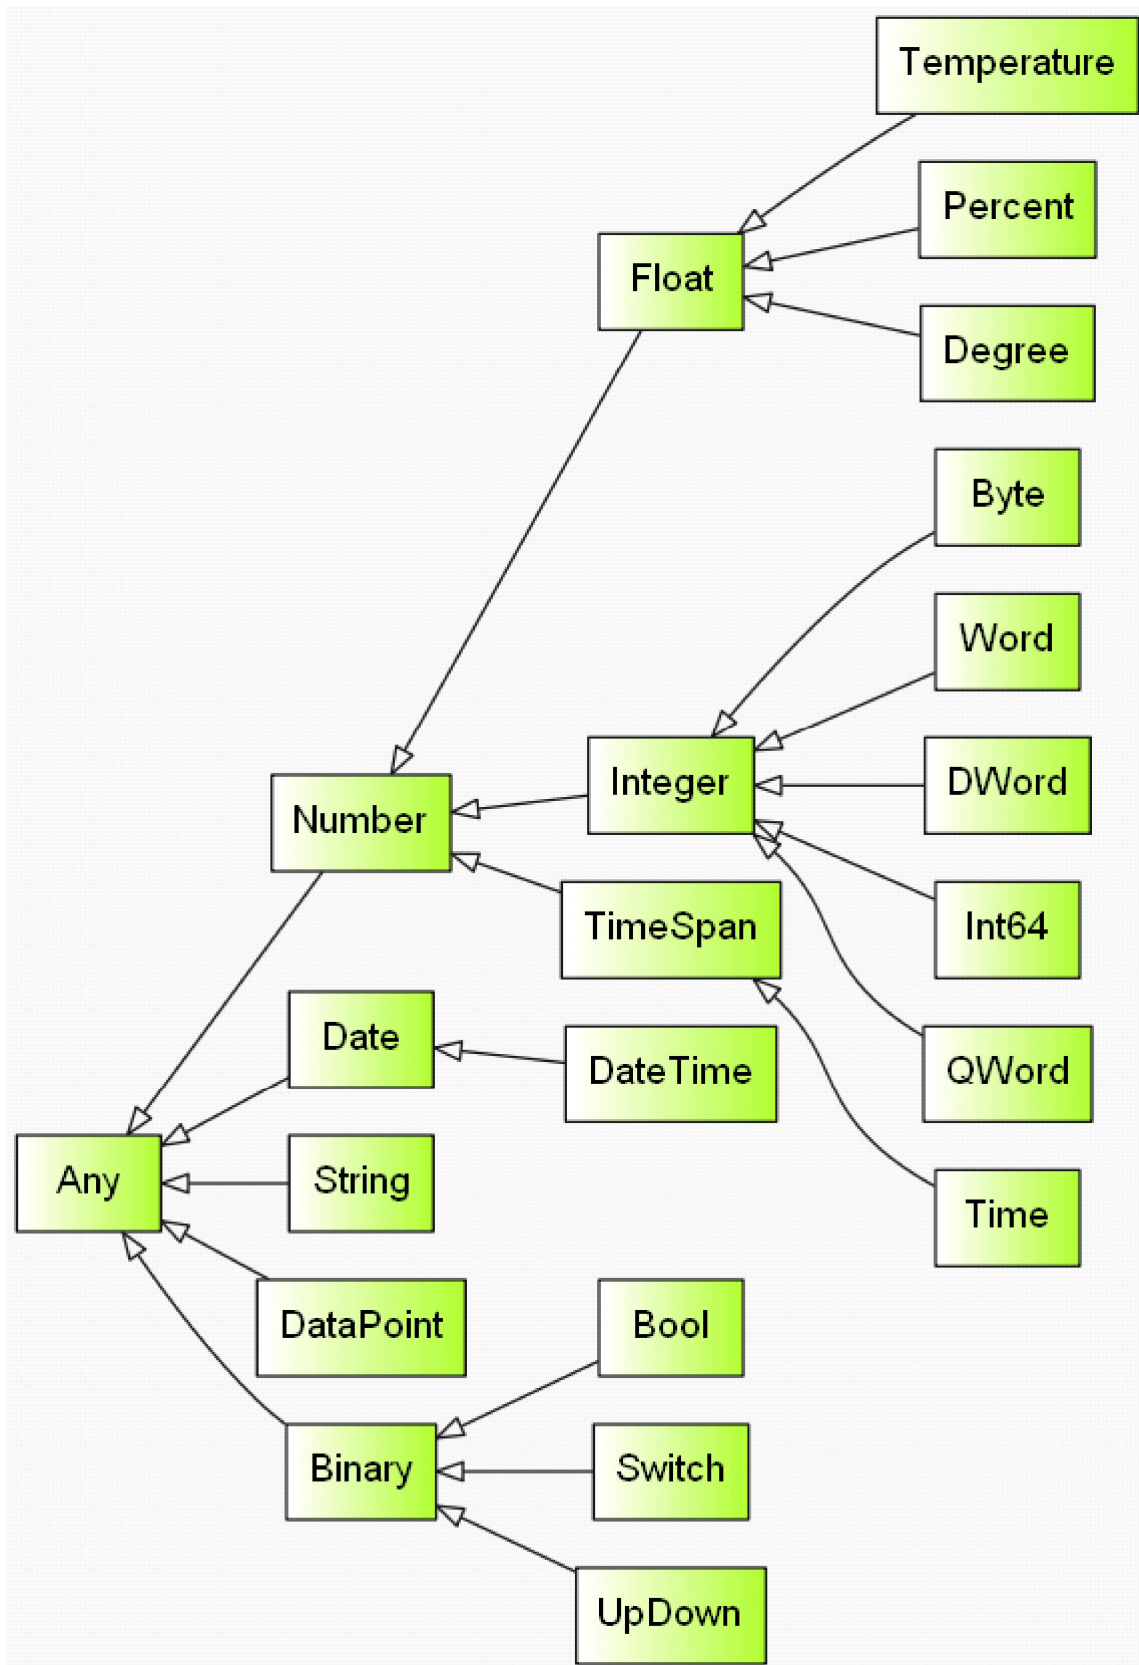 Temperature
Percent
Float
Degree
Byte
Word
Integer
DWord
Number
Int64
TimeSpan
Date
DateTime
QWord
Any
String
Time
DataPoint
Bool
Binary
Switch
UpDown